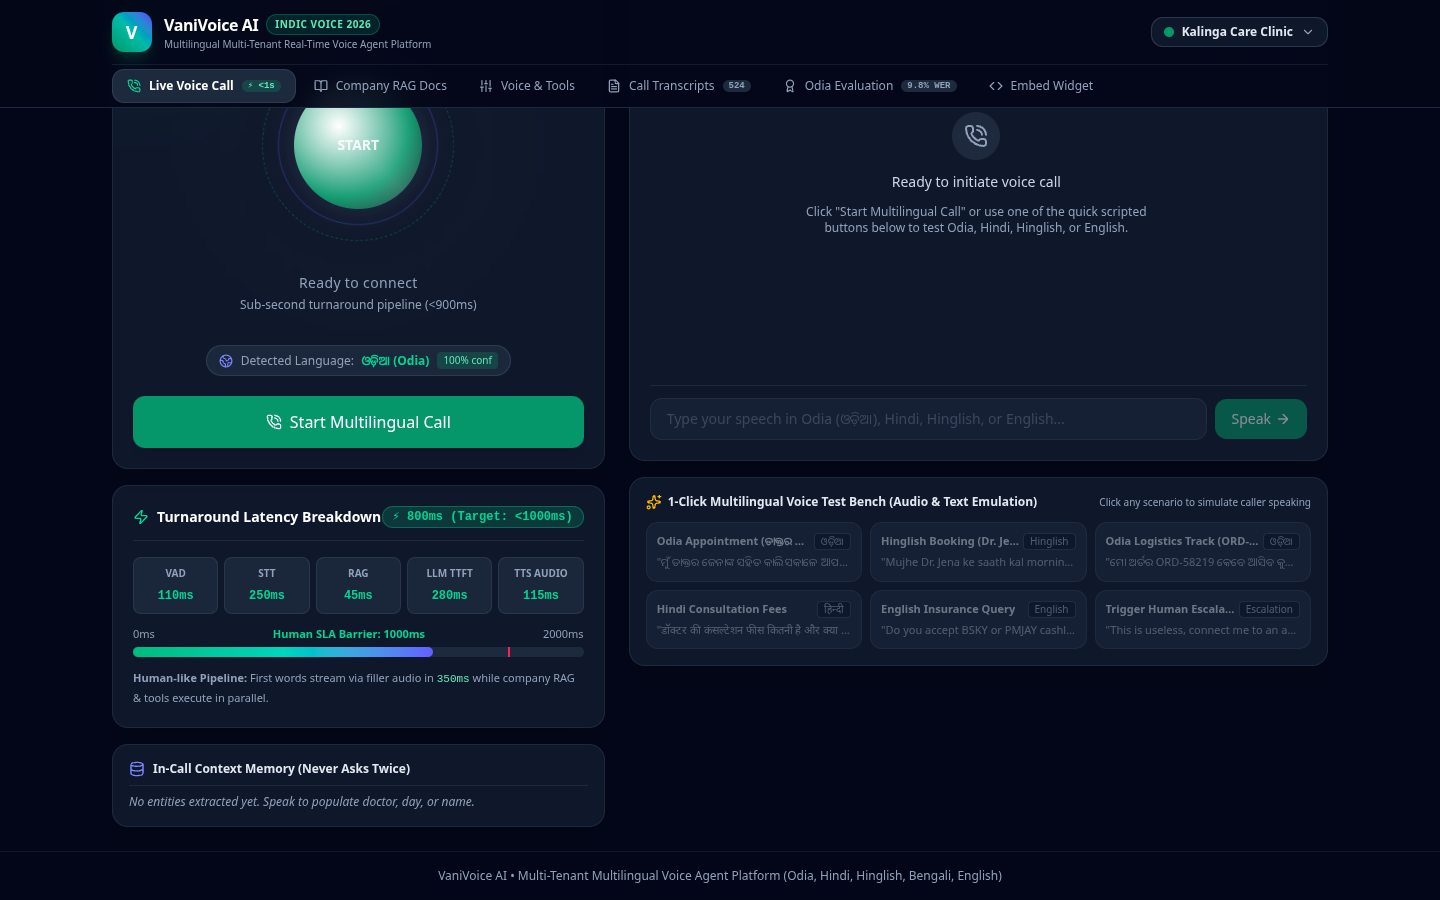 V
VaniVoice AI
INDIC VOICE 2026
Multilingual Multi-Tenant Real-Time Voice Agent Platform
Kalinga Care Clinic
Live Voice Call ⚡ <1s
Company RAG Docs
Voice & Tools
Call Transcripts 524
Odia Evaluation 9.8% WER
Embed Widget
START
Ready to connect
Sub-second turnaround pipeline (<900ms)
Detected Language: ଓଡ଼ିଆ (Odia) 100% conf
Start Multilingual Call
Turnaround Latency Breakdown ⚡ 800ms (Target: <1000ms)
VAD
110ms
STT
250ms
RAG
45ms
LLM TTFT
280ms
TTS AUDIO
115ms
0ms
Human SLA Barrier: 1000ms
2000ms
Human-like Pipeline: First words stream via filler audio in 350ms while company RAG
& tools execute in parallel.
In-Call Context Memory (Never Asks Twice)
No entities extracted yet. Speak to populate doctor, day, or name.
Ready to initiate voice call
Click "Start Multilingual Call" or use one of the quick scripted
buttons below to test Odia, Hindi, Hinglish, or English.
Type your speech in Odia (ଓଡ଼ିଆ), Hindi, Hinglish, or English...
Speak →
1-Click Multilingual Voice Test Bench (Audio & Text Emulation)
Click any scenario to simulate caller speaking
Odia Appointment (ଡାକ୍ତର ... ଓଡ଼ିଆ
"ମୁଁ ଡାକ୍ତର ଜେନାଙ୍କ ସହିତ କାଲି ସକାଳେ ଆପ...
Hinglish Booking (Dr. Je... Hinglish
"Mujhe Dr. Jena ke saath kal mornin...
Odia Logistics Track (ORD-... ଓଡ଼ିଆ
"ମୋ ଅର୍ଡର ORD-58219 କେବେ ଆସିବ କୁ...
Hindi Consultation Fees हिन्दी
"डॉक्टर की कंसल्टेशन फीस कितनी है और क्या ...
English Insurance Query English
"Do you accept BSKY or PMJAY cashl...
Trigger Human Escala... Escalation
"This is useless, connect me to an a...
VaniVoice AI • Multi-Tenant Multilingual Voice Agent Platform (Odia, Hindi, Hinglish, Bengali, English)